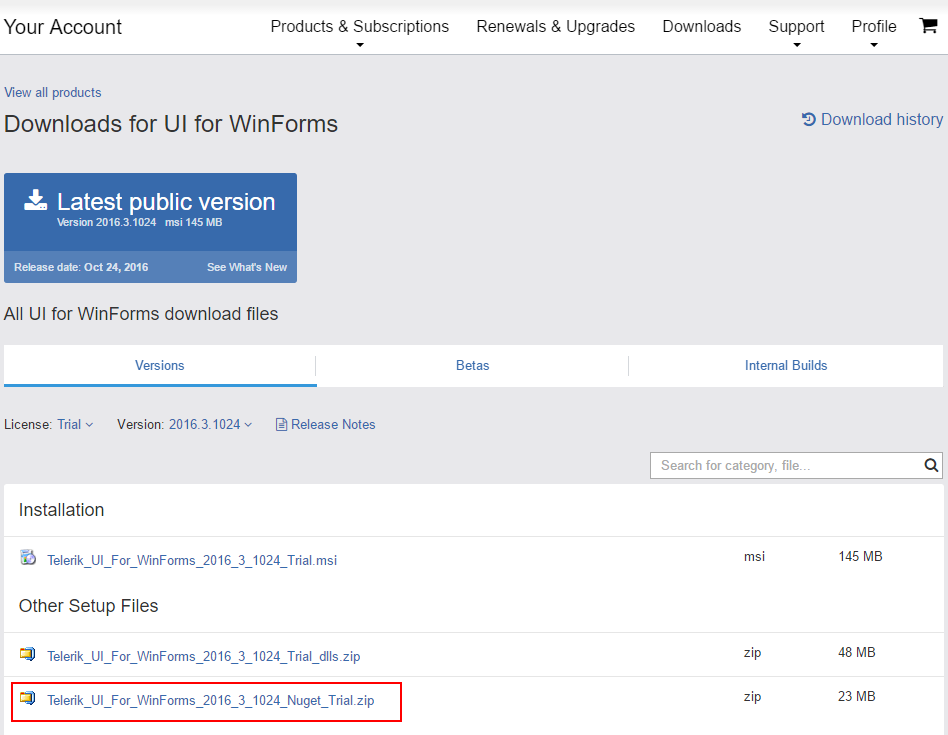 Your Account
Products & Subscriptions
Renewals & Upgrades
Downloads
Support
Profile
View all products
Downloads for UI for WinForms
Download history
Latest public version
Version 2016.3.1024 msi 145 MB
Release date: Oct 24, 2016
See What's New
All UI for WinForms download files
Versions
Betas
Internal Builds
License: Trial
Version: 2016.3.1024
Release Notes
Search for category, file...
Installation
Telerik_UI_For_WinForms_2016_3_1024_Trial.msi
msi
145 MB
Other Setup Files
Telerik_UI_For_WinForms_2016_3_1024_Trial_dlls.zip
zip
48 MB
Telerik_UI_For_WinForms_2016_3_1024_Nuget_Trial.zip
zip
23 MB